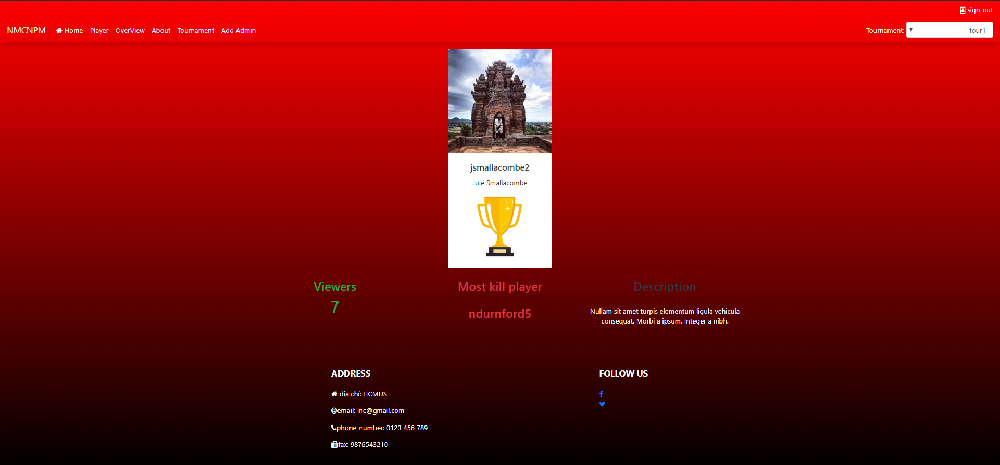 sign-out
NMCNPM Home Player OverView About Tournament Add Admin Tournament: tour1
jsmallacombe2
Jule Smallacombe
Viewers
7
Most kill player
ndurnford5
Description
Nullam sit amet turpis elementum ligula vehicula
consequat. Morbi a ipsum. Integer a nibh.
ADDRESS
địa chỉ: HCMUS
@email: Inc@gmail.com
phone-number: 0123 456 789
fax: 9876543210
FOLLOW US